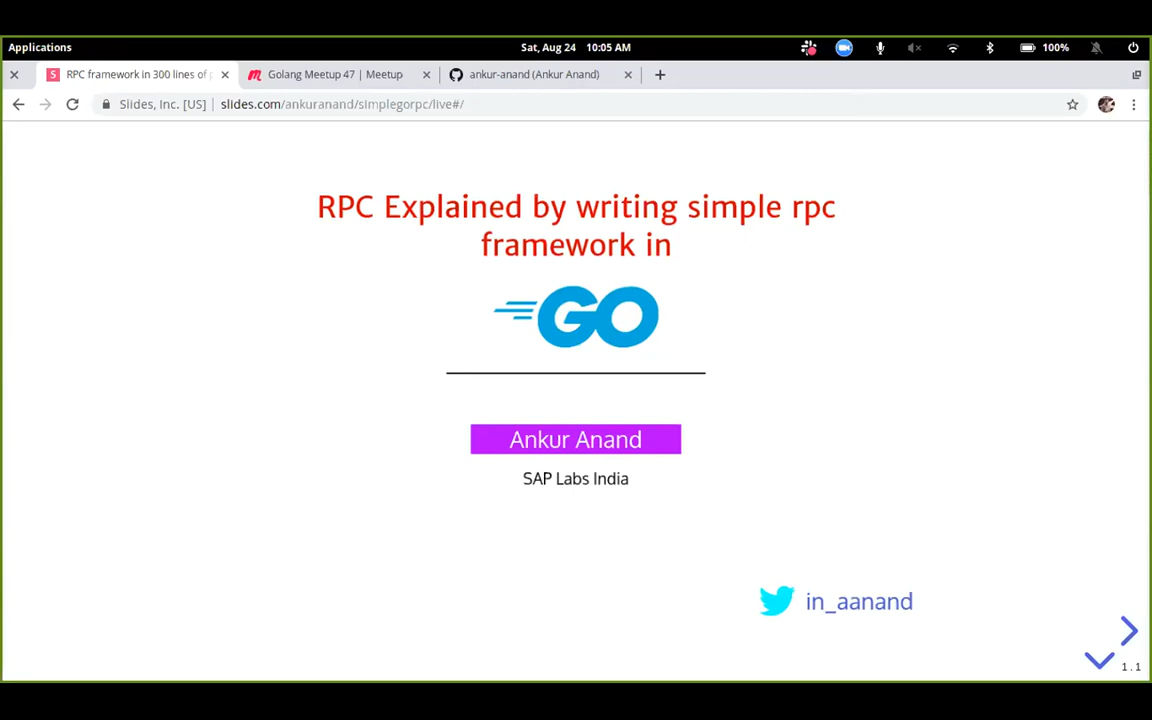 Applications
Sat, Aug 24 10:05 AM
100%
RPC framework in 300 lines of
Golang Meetup 47 | Meetup
ankur-anand (Ankur Anand)
Slides, Inc. [US] | slides.com/ankuranand/simplegorpc/live#/
RPC Explained by writing simple rpc
framework in
GO
Ankur Anand
SAP Labs India
in_aanand
1.1